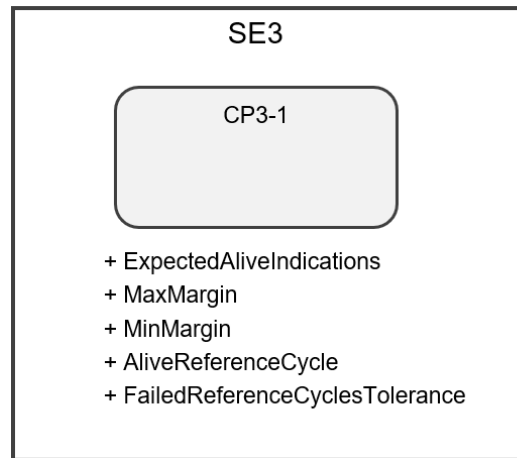 SE3
CP3-1
+ ExpectedAliveIndications
+ MaxMargin
+ MinMargin
+ AliveReferenceCycle
+ FailedReferenceCyclesTolerance